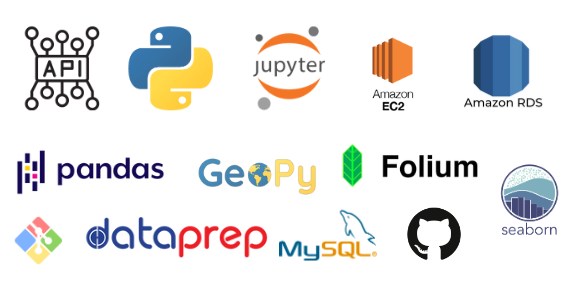 API
jupyter
Amazon
EC2
Amazon RDS
pandas
GeoPy
Folium
seaborn
dataprep
MySQL®